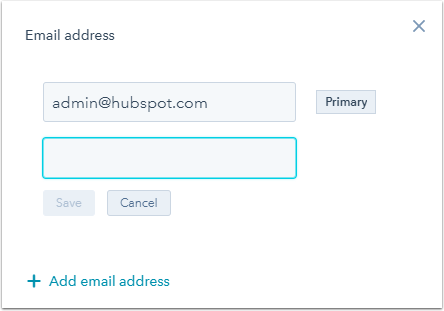 Email address
admin@hubspot.com
Primary
Save
Cancel
+ Add email address